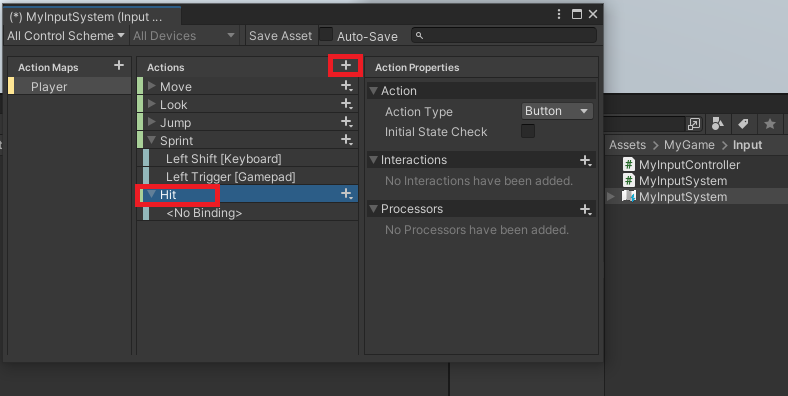 (*) MyInputSystem (Input ...
All Control Scheme All Devices Save Asset Auto-Save
Action Maps
Player
Actions
Move
Look
Jump
Sprint
Left Shift [Keyboard]
Left Trigger [Gamepad]
Hit
<No Binding>
Action Properties
Action
Action Type Button
Initial State Check
Interactions
No Interactions have been added.
Processors
No Processors have been added.
Assets > MyGame > Input
MyInputController
MyInputSystem
MyInputSystem